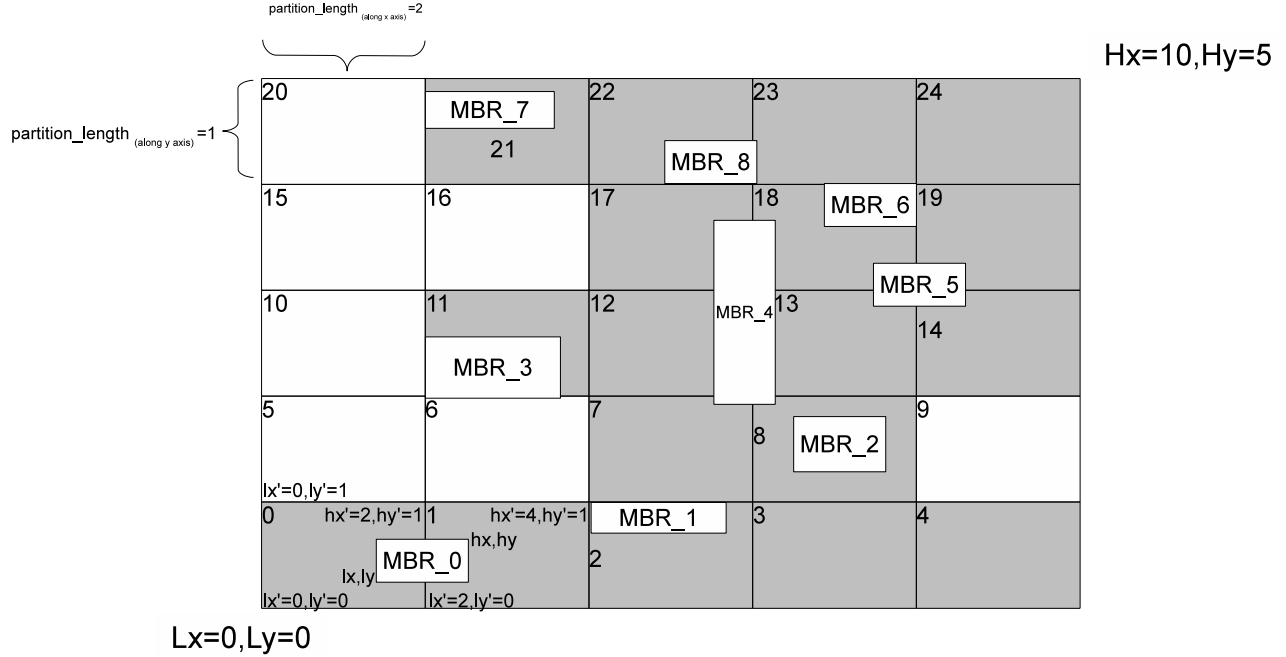 partition_length (along x axis) =2
Hx=10,Hy=5
20 22 23 24
MBR_7
partition_length (along y axis) =1
21
MBR_8
15 16 17 18 19
MBR_6
MBR_5
10 11 12 13
MBR_4
14
MBR_3
5 6 7 9
8 MBR_2
lx'=0,ly'=1
0 hx'=2,hy'=1 1 hx'=4,hy'=1 MBR_1 3 4
hx,hy
MBR_0 2
lx,ly
lx'=0,ly'=0 lx'=2,ly'=0
Lx=0,Ly=0